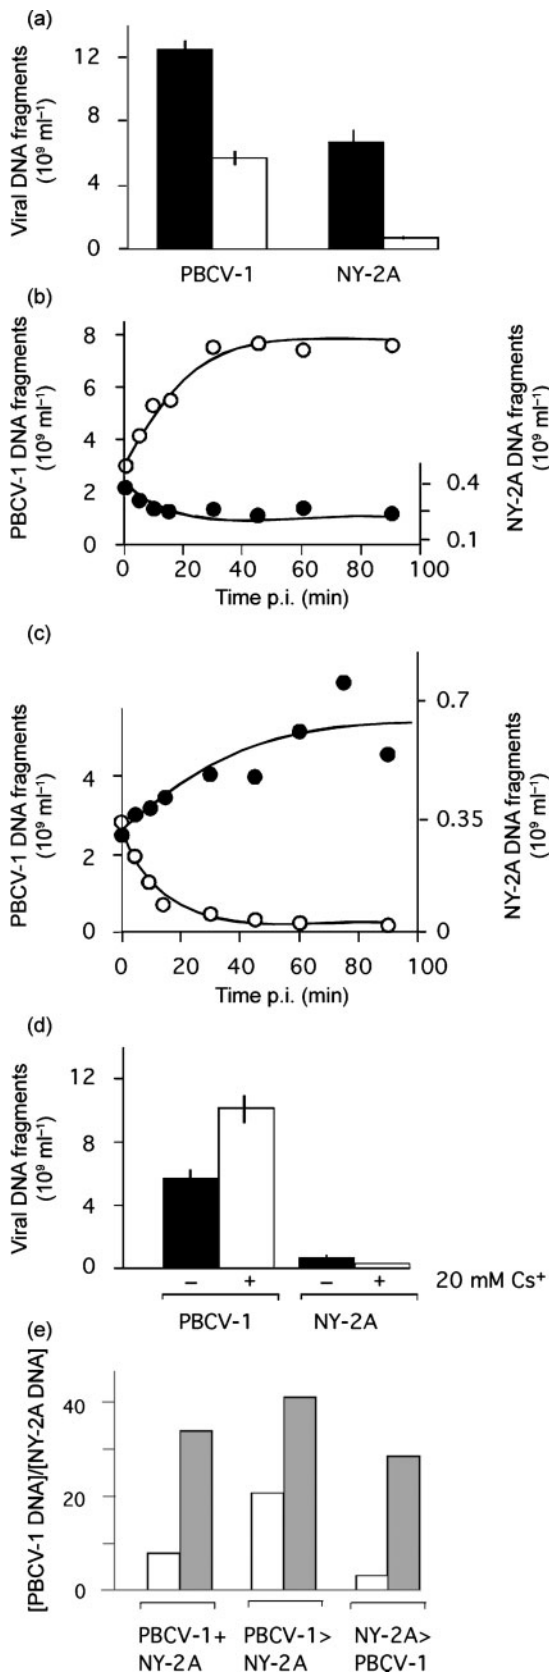 (a)
Viral DNA fragments
(10⁹ ml⁻¹)
12
8
4
0
PBCV-1 NY-2A
(b)
PBCV-1 DNA fragments
(10⁹ ml⁻¹)
8
6
4
2
0
0.4
0.1
NY-2A DNA fragments
(10⁹ ml⁻¹)
0 20 40 60 80 100
Time p.i. (min)
(c)
PBCV-1 DNA fragments
(10⁹ ml⁻¹)
4
2
0
0.7
0.35
0
NY-2A DNA fragments
(10⁹ ml⁻¹)
0 20 40 60 80 100
Time p.i. (min)
(d)
Viral DNA fragments
(10⁹ ml⁻¹)
12
8
4
0
− + − + 20 mM Cs⁺
PBCV-1 NY-2A
(e)
[PBCV-1 DNA]/[NY-2A DNA]
40
20
0
PBCV-1+ PBCV-1> NY-2A>
NY-2A NY-2A PBCV-1